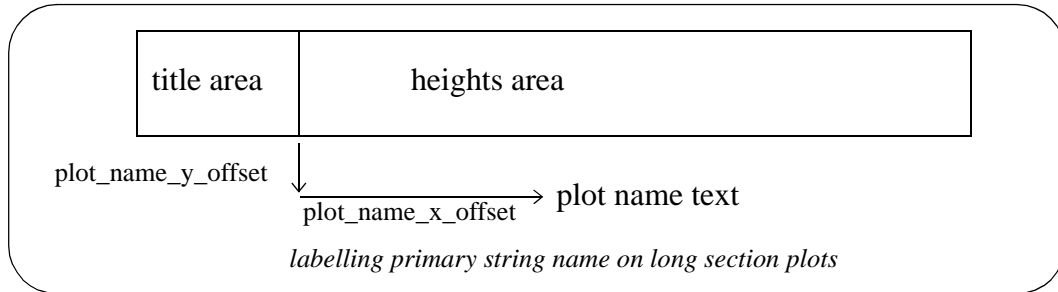 title area heights area
plot_name_y_offset
plot name text
plot_name_x_offset
labelling primary string name on long section plots